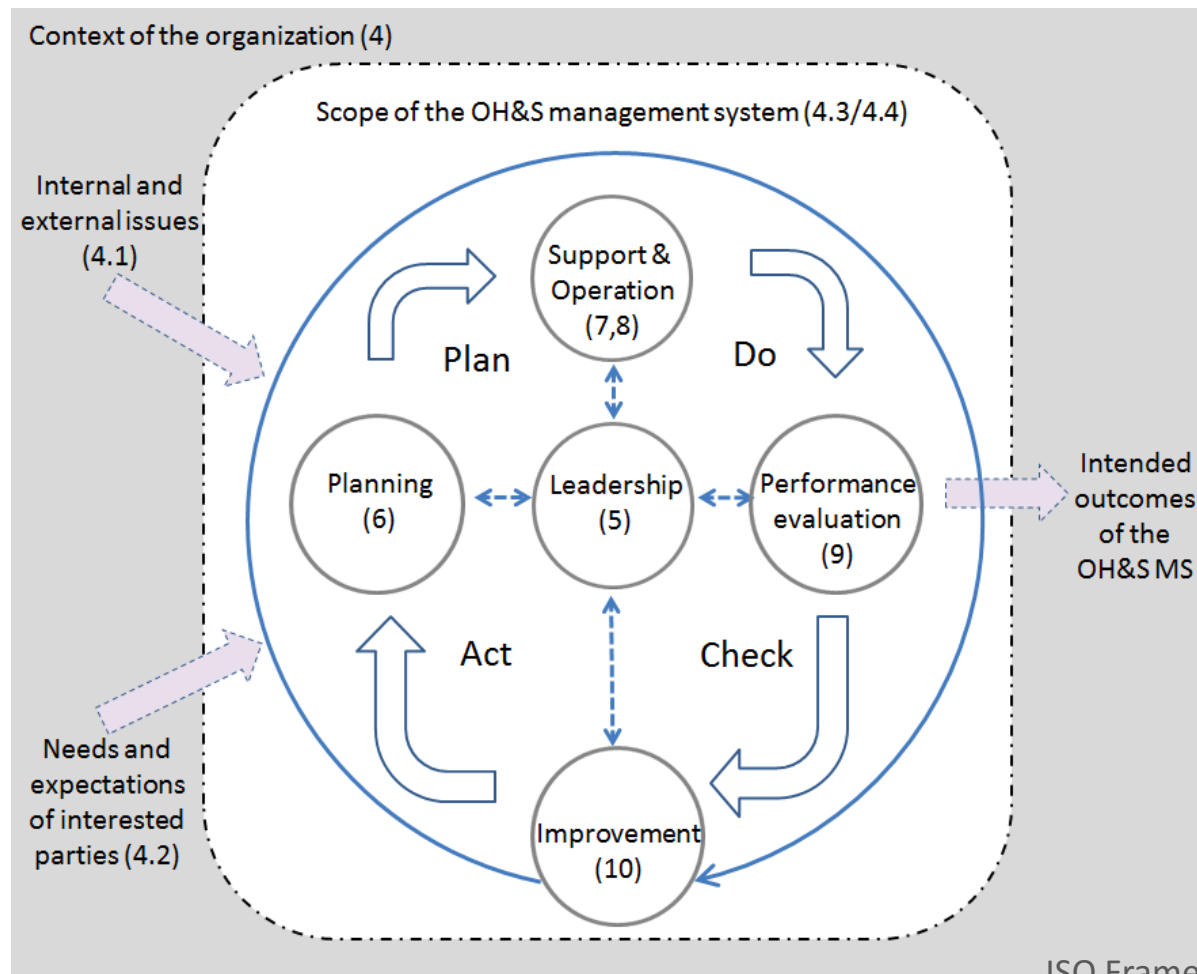 Context of the organization (4)
Scope of the OH&S management system (4.3/4.4)
Internal and
external issues
(4.1)
Support &
Operation
(7,8)
Plan
Do
Planning
(6)
Leadership
(5)
Performance
evaluation
(9)
Intended
outcomes
of the
OH&S MS
Act
Check
Needs and
expectations
of interested
parties (4.2)
Improvement
(10)
ISO Frame